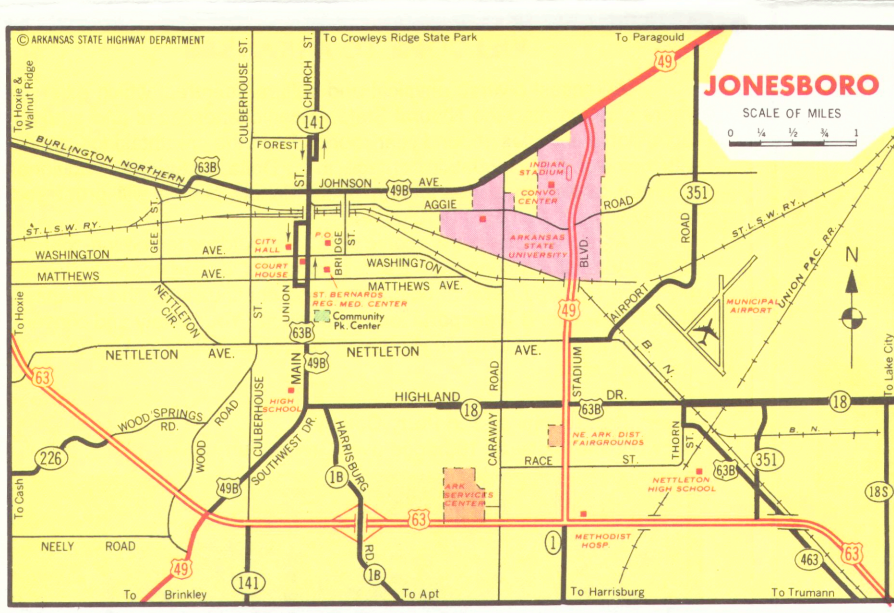 © ARKANSAS STATE HIGHWAY DEPARTMENT
To Crowleys Ridge State Park
To Paragould
49
JONESBORO
SCALE OF MILES
0 ¼ ½ ¾ 1
To Hoxie &
Walnut Ridge
CULBERHOUSE ST.
CHURCH ST.
141
BURLINGTON NORTHERN
63B
FOREST
ST.
JOHNSON AVE.
49B
INDIAN
STADIUM
CONVO.
CENTER
AGGIE ROAD
351
ROAD
ST.L.S.W. RY.
UNION PAC. RR.
ST.L.S.W. RY.
GEE ST.
CITY
HALL
P.O.
BRIDGE ST.
ARKANSAS
STATE
UNIVERSITY
BLVD.
N
WASHINGTON AVE.
COURT
HOUSE
WASHINGTON
MATTHEWS AVE.
MATTHEWS AVE.
NETTLETON
CIR.
ST.
UNION
ST. BERNARDS
REG. MED CENTER
Community
Pk. Center
AIRPORT
MUNICIPAL
AIRPORT
49
To Hoxie
63B
49B
NETTLETON AVE.
NETTLETON AVE.
B. N.
63
MAIN
ROAD
STADIUM
To Lake City
HIGHLAND DR.
18
63B
18
HIGH
SCHOOL
WOOD SPRINGS
RD.
WOOD ROAD
CULBERHOUSE
SOUTHWEST DR.
HARRISBURG
CARAWAY
NE ARK. DIST.
FAIRGROUNDS
THORN
ST.
B. N.
226
RACE ST.
63B
351
1B
49B
ARK
SERVICES
CENTER
NETTLETON
HIGH SCHOOL
18S
To Cash
63
METHODIST
HOSP.
NEELY ROAD
1
463
63
49
141
RD
1B
To Brinkley
To Apt
To Harrisburg
To Trumann